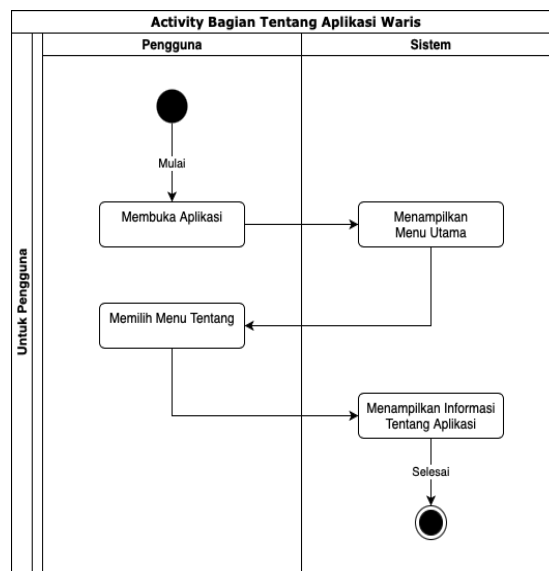 Activity Bagian Tentang Aplikasi Waris
Pengguna
Sistem
Untuk Pengguna
Mulai
Membuka Aplikasi
Menampilkan
Menu Utama
Memilih Menu Tentang
Menampilkan Informasi
Tentang Aplikasi
Selesai